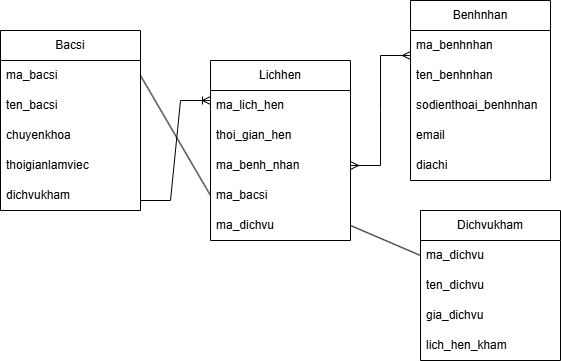 Bacsi
ma_bacsi
ten_bacsi
chuyenkhoa
thoigianlamviec
dichvukham
Lichhen
ma_lich_hen
thoi_gian_hen
ma_benh_nhan
ma_bacsi
ma_dichvu
Benhnhan
ma_benhnhan
ten_benhnhan
sodienthoai_benhnhan
email
diachi
Dichvukham
ma_dichvu
ten_dichvu
gia_dichvu
lich_hen_kham